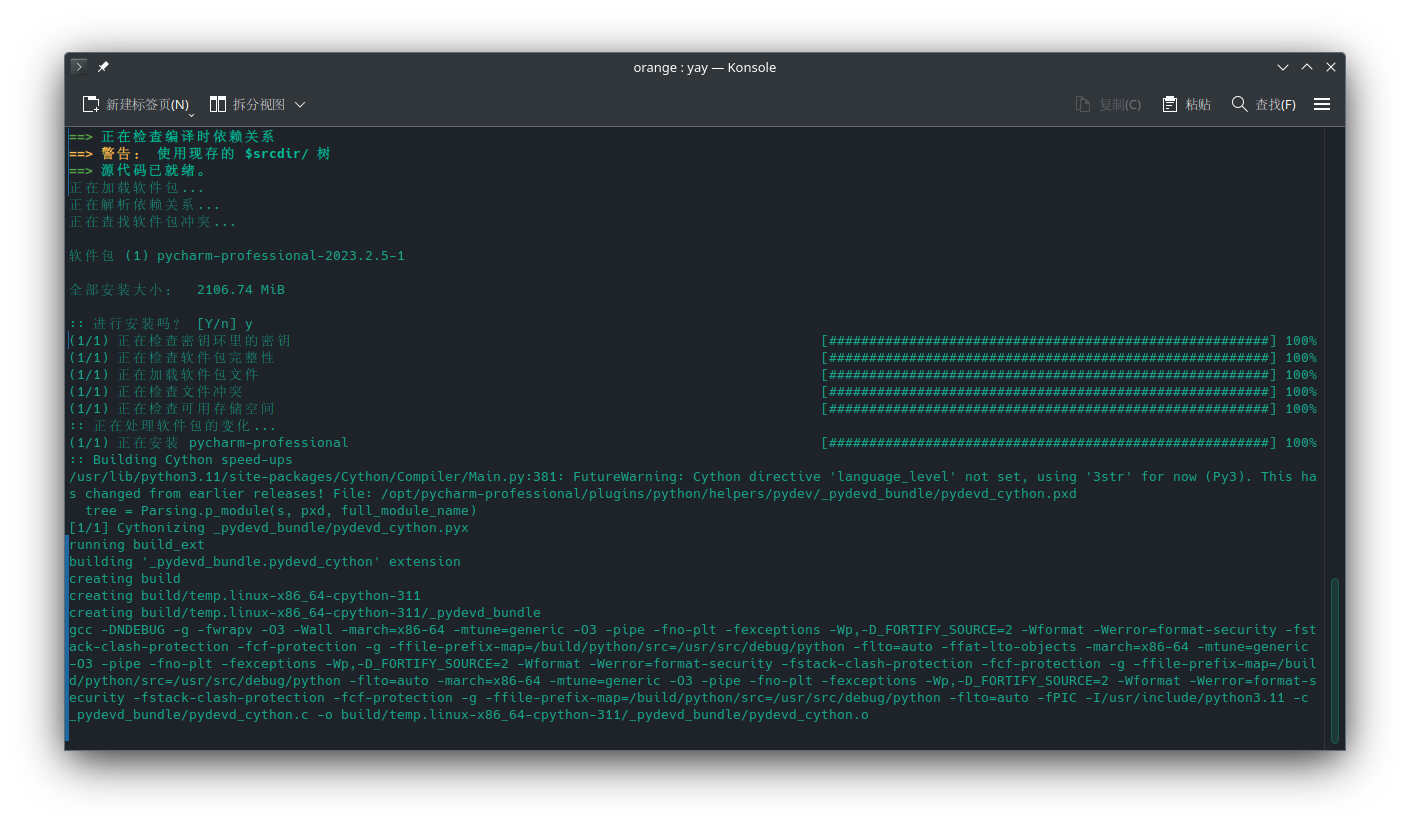 orange : yay — Konsole
新建标签页(N) 拆分视图 复制(C) 粘贴 查找(F)
==> 正在检查编译时依赖关系
==> 警告： 使用现存的 $srcdir/ 树
==> 源代码已就绪。
正在加载软件包...
正在解析依赖关系...
正在查找软件包冲突...
软件包 (1) pycharm-professional-2023.2.5-1
全部安装大小： 2106.74 MiB
:: 进行安装吗？ [Y/n] y
(1/1) 正在检查密钥环里的密钥 [#######################################################] 100%
(1/1) 正在检查软件包完整性 [#######################################################] 100%
(1/1) 正在加载软件包文件 [#######################################################] 100%
(1/1) 正在检查文件冲突 [#######################################################] 100%
(1/1) 正在检查可用存储空间 [#######################################################] 100%
:: 正在处理软件包的变化...
(1/1) 正在安装 pycharm-professional [#######################################################] 100%
:: Building Cython speed-ups
/usr/lib/python3.11/site-packages/Cython/Compiler/Main.py:381: FutureWarning: Cython directive 'language_level' not set, using '3str' for now (Py3). This ha
s changed from earlier releases! File: /opt/pycharm-professional/plugins/python/helpers/pydev/_pydevd_bundle/pydevd_cython.pxd
tree = Parsing.p_module(s, pxd, full_module_name)
[1/1] Cythonizing _pydevd_bundle/pydevd_cython.pyx
running build_ext
building '_pydevd_bundle.pydevd_cython' extension
creating build
creating build/temp.linux-x86_64-cpython-311
creating build/temp.linux-x86_64-cpython-311/_pydevd_bundle
gcc -DNDEBUG -g -fwrapv -O3 -Wall -march=x86-64 -mtune=generic -O3 -pipe -fno-plt -fexceptions -Wp,-D_FORTIFY_SOURCE=2 -Wformat -Werror=format-security -fst
ack-clash-protection -fcf-protection -g -ffile-prefix-map=/build/python/src=/usr/src/debug/python -flto=auto -ffat-lto-objects -march=x86-64 -mtune=generic
-O3 -pipe -fno-plt -fexceptions -Wp,-D_FORTIFY_SOURCE=2 -Wformat -Werror=format-security -fstack-clash-protection -fcf-protection -g -ffile-prefix-map=/buil
d/python/src=/usr/src/debug/python -flto=auto -march=x86-64 -mtune=generic -O3 -pipe -fno-plt -fexceptions -Wp,-D_FORTIFY_SOURCE=2 -Wformat -Werror=format-s
ecurity -fstack-clash-protection -fcf-protection -g -ffile-prefix-map=/build/python/src=/usr/src/debug/python -flto=auto -fPIC -I/usr/include/python3.11 -c
_pydevd_bundle/pydevd_cython.c -o build/temp.linux-x86_64-cpython-311/_pydevd_bundle/pydevd_cython.o